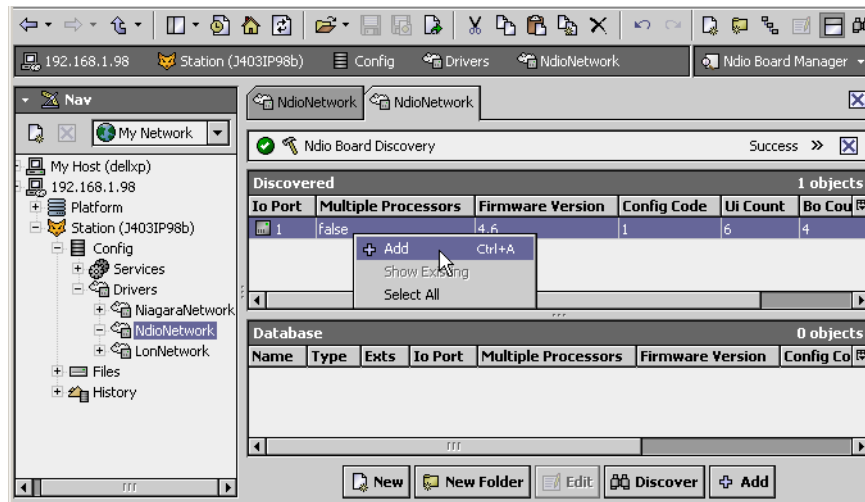 192.168.1.98 Station (J403IP98b) Config Drivers NdioNetwork Ndio Board Manager
Nav
My Network
My Host (dellxp)
192.168.1.98
Platform
Station (J403IP98b)
Config
Services
Drivers
NiagaraNetwork
NdioNetwork
LonNetwork
Files
History
NdioNetwork NdioNetwork
Ndio Board Discovery Success »
Discovered 1 objects
Io Port Multiple Processors Firmware Version Config Code Ui Count Bo Cou
1 false 4.6 1 6 4
Add Ctrl+A
Show Existing
Select All
Database 0 objects
Name Type Exts Io Port Multiple Processors Firmware Version Config Co
New New Folder Edit Discover Add